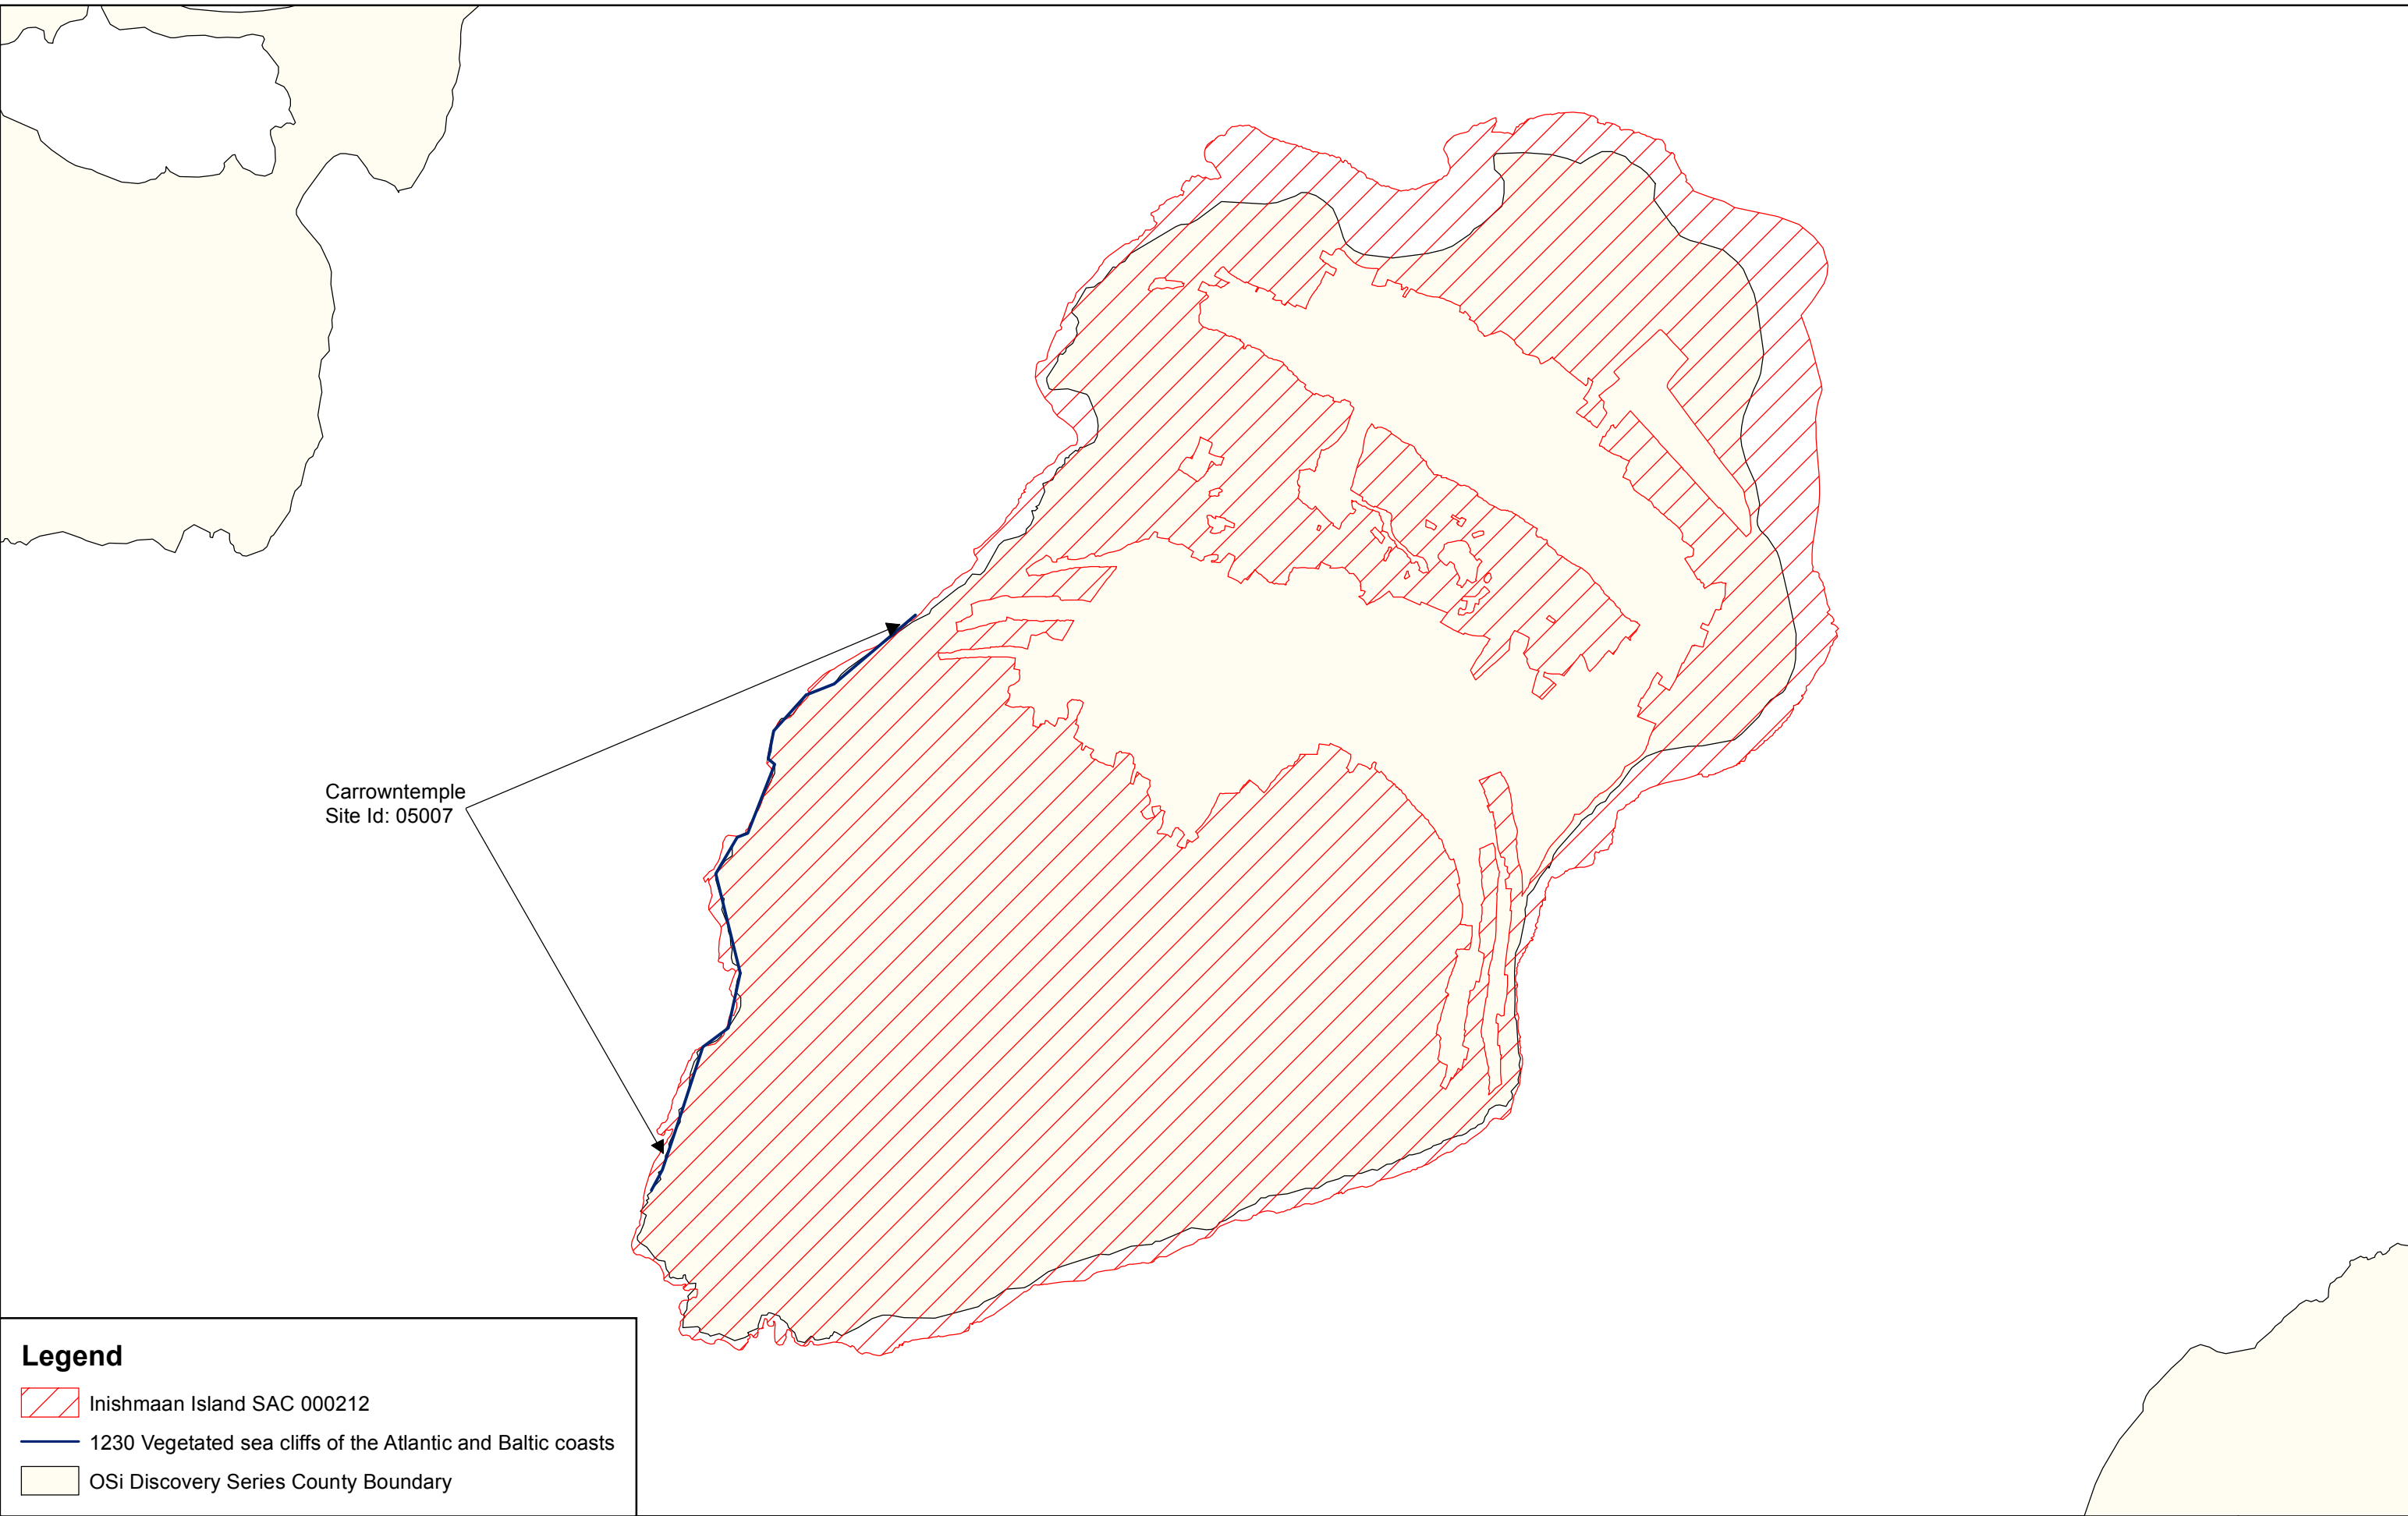 Carrowntemple
Site Id: 05007
Legend
Inishmaan Island SAC 000212
1230 Vegetated sea cliffs of the Atlantic and Baltic coasts
OSi Discovery Series County Boundary